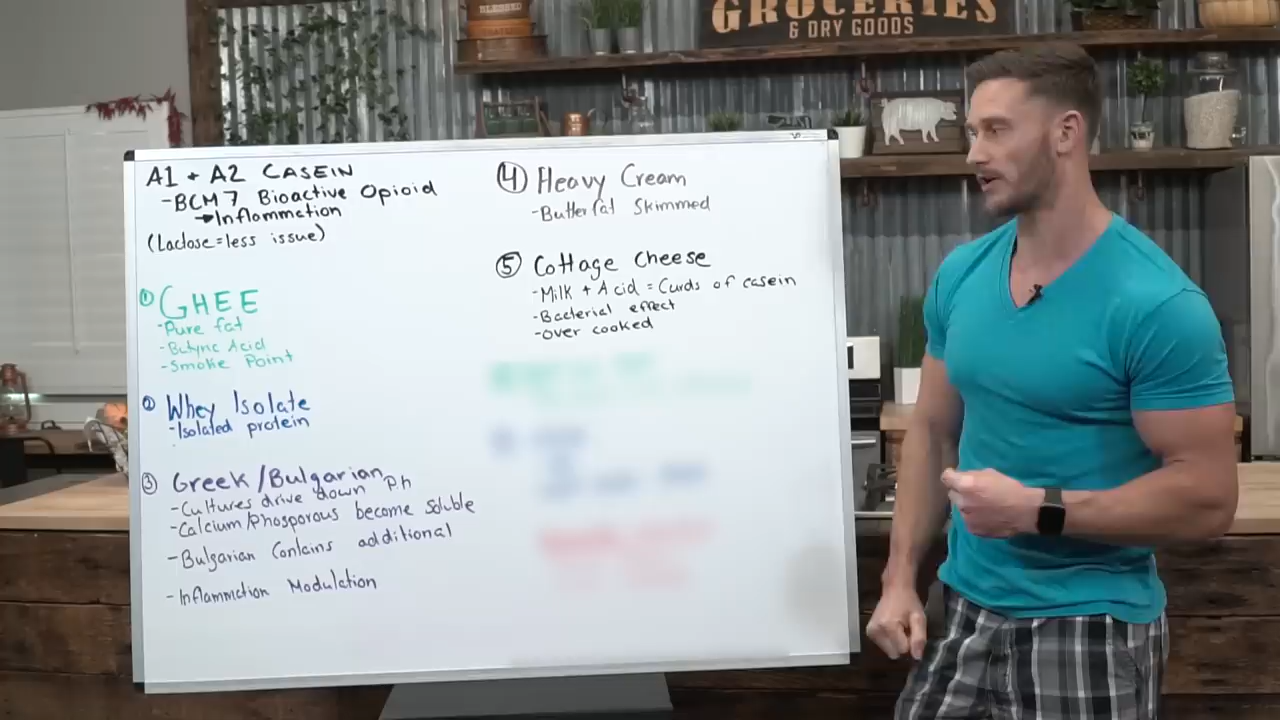 BLESSED
GROCERIES
& DRY GOODS
A1 + A2 CASEIN
-BCM7 Bioactive Opioid
→Inflammation
(Lactose=less issue)
① GHEE
-Pure fat
-Butyric Acid
-Smoke Point
② Whey Isolate
-Isolated protein
③ Greek/Bulgarian
-Cultures drive down Ph
-Calcium/Phosporous become soluble
-Bulgarian Contains additional
-Inflammation Modulation
④ Heavy Cream
-Butterfat Skimmed
⑤ Cottage Cheese
-Milk + Acid = Curds of casein
-Bacterial effect
-Over cooked